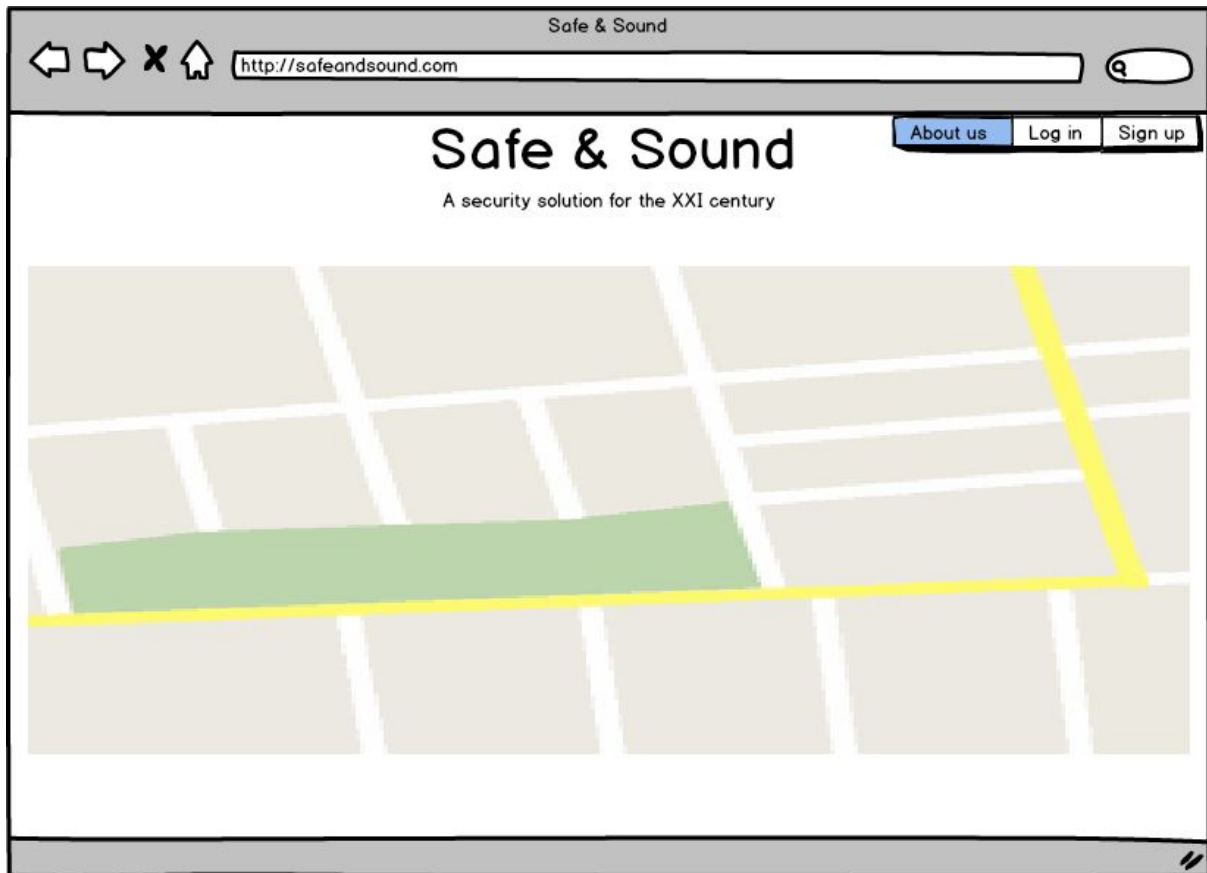 Safe & Sound
http://safeandsound.com
About us Log in Sign up
Safe & Sound
A security solution for the XXI century